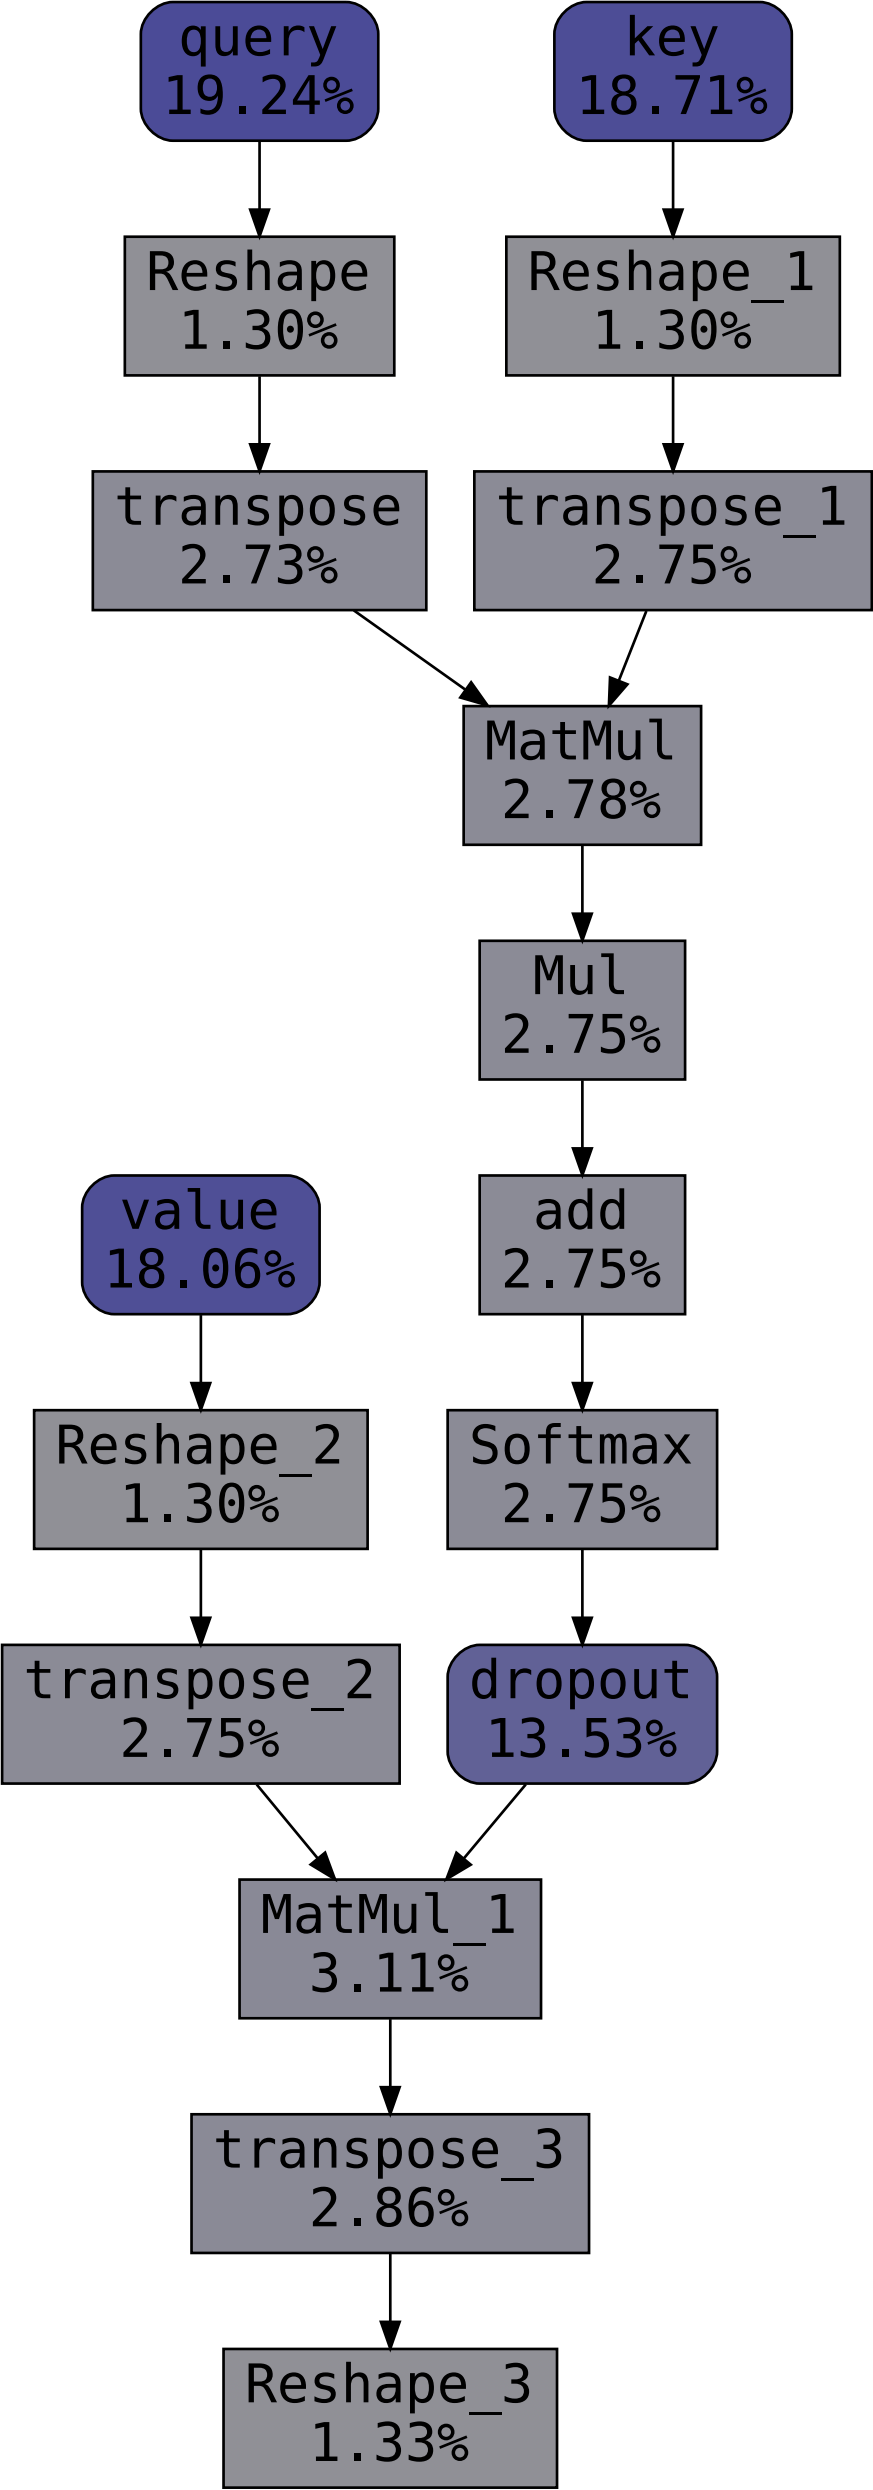 query
19.24%
key
18.71%
Reshape
1.30%
Reshape_1
1.30%
transpose
2.73%
transpose_1
2.75%
MatMul
2.78%
Mul
2.75%
add
2.75%
value
18.06%
Softmax
2.75%
Reshape_2
1.30%
dropout
13.53%
transpose_2
2.75%
MatMul_1
3.11%
transpose_3
2.86%
Reshape_3
1.33%